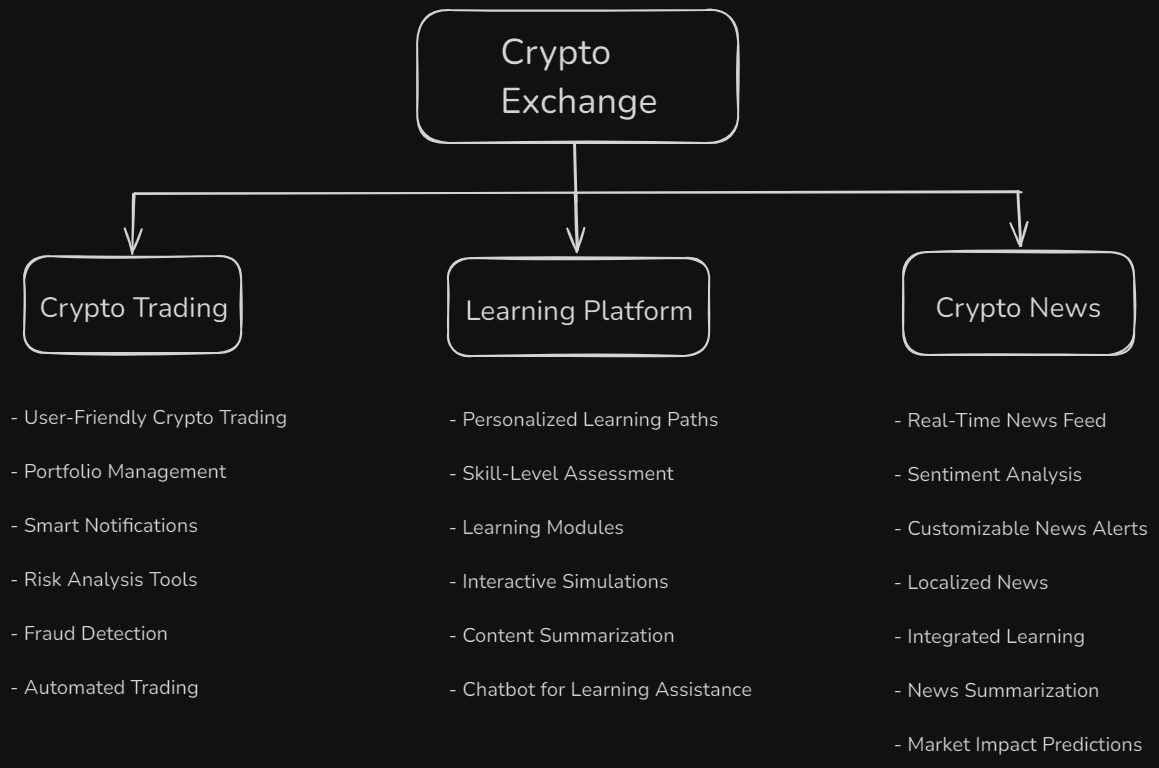 Crypto
Exchange
Crypto Trading
Learning Platform
Crypto News
- User-Friendly Crypto Trading
- Portfolio Management
- Smart Notifications
- Risk Analysis Tools
- Fraud Detection
- Automated Trading
- Personalized Learning Paths
- Skill-Level Assessment
- Learning Modules
- Interactive Simulations
- Content Summarization
- Chatbot for Learning Assistance
- Real-Time News Feed
- Sentiment Analysis
- Customizable News Alerts
- Localized News
- Integrated Learning
- News Summarization
- Market Impact Predictions